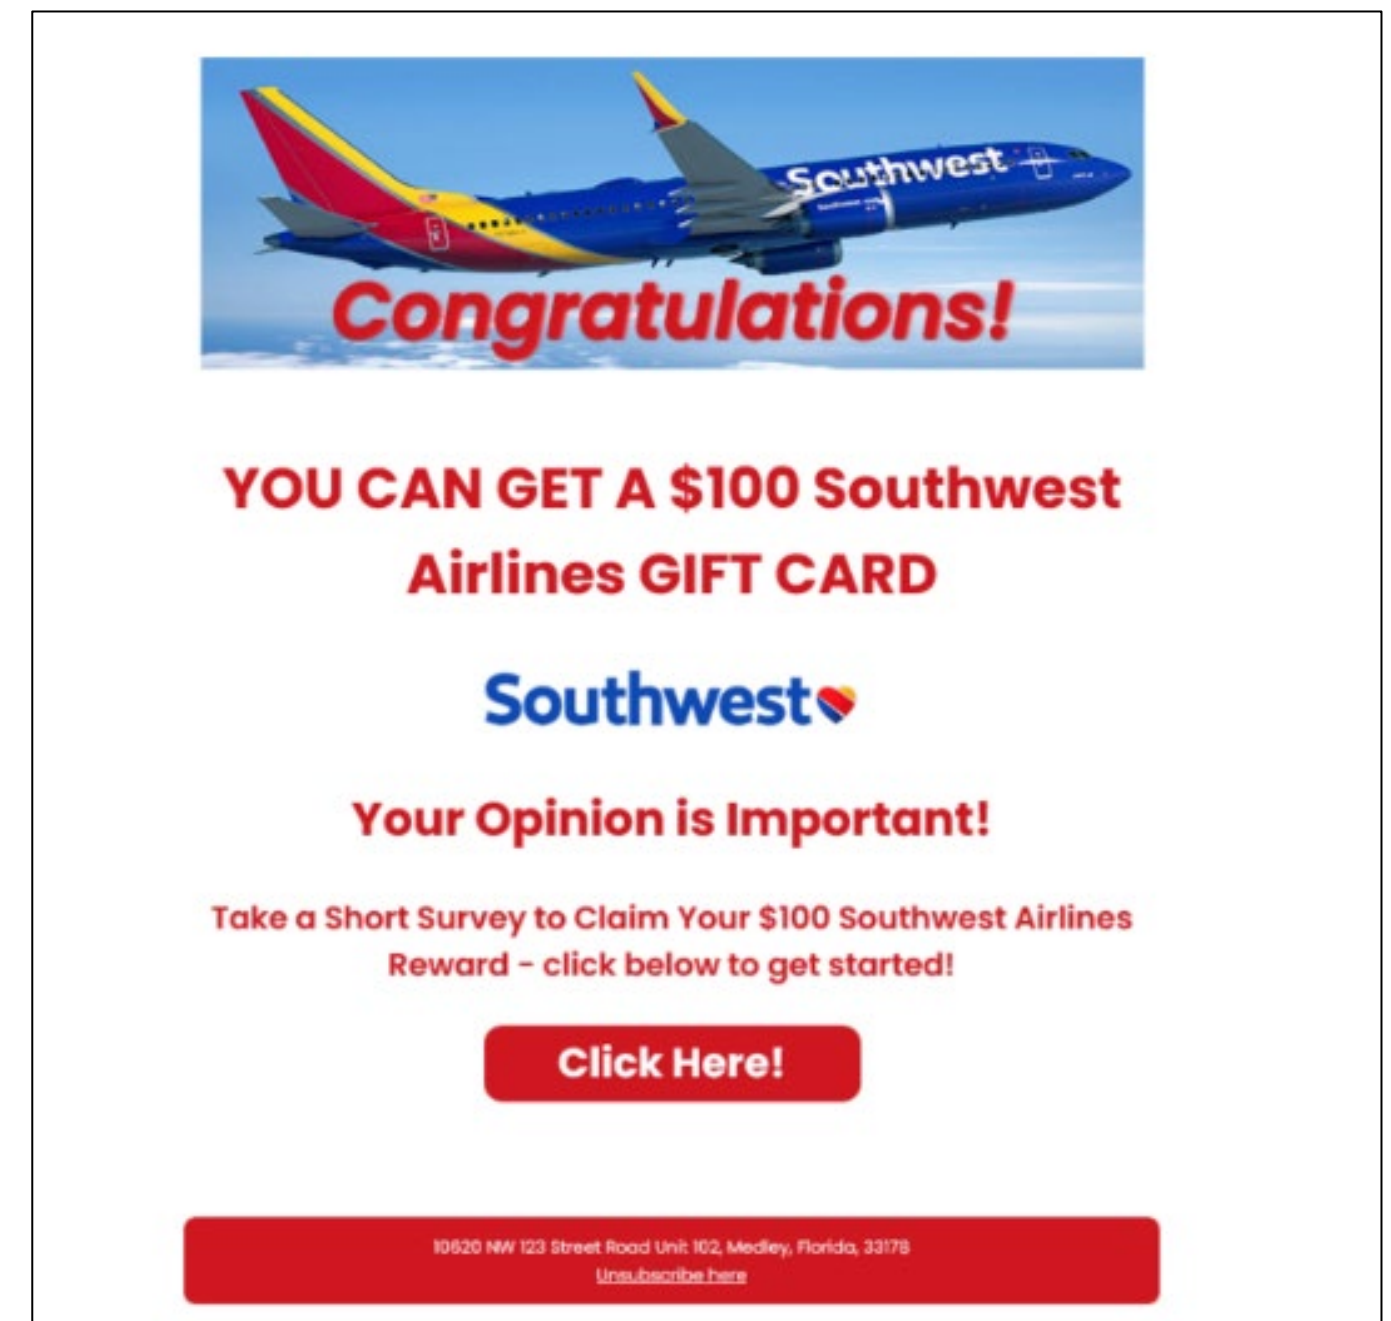 Southwest
Congratulations!
YOU CAN GET A $100 Southwest
Airlines GIFT CARD
Southwest
Your Opinion is Important!
Take a Short Survey to Claim Your $100 Southwest Airlines
Reward - click below to get started!
Click Here!
10620 NW 123 Street Road Unit 102, Medley, Florida, 33178
Unsubscribe here